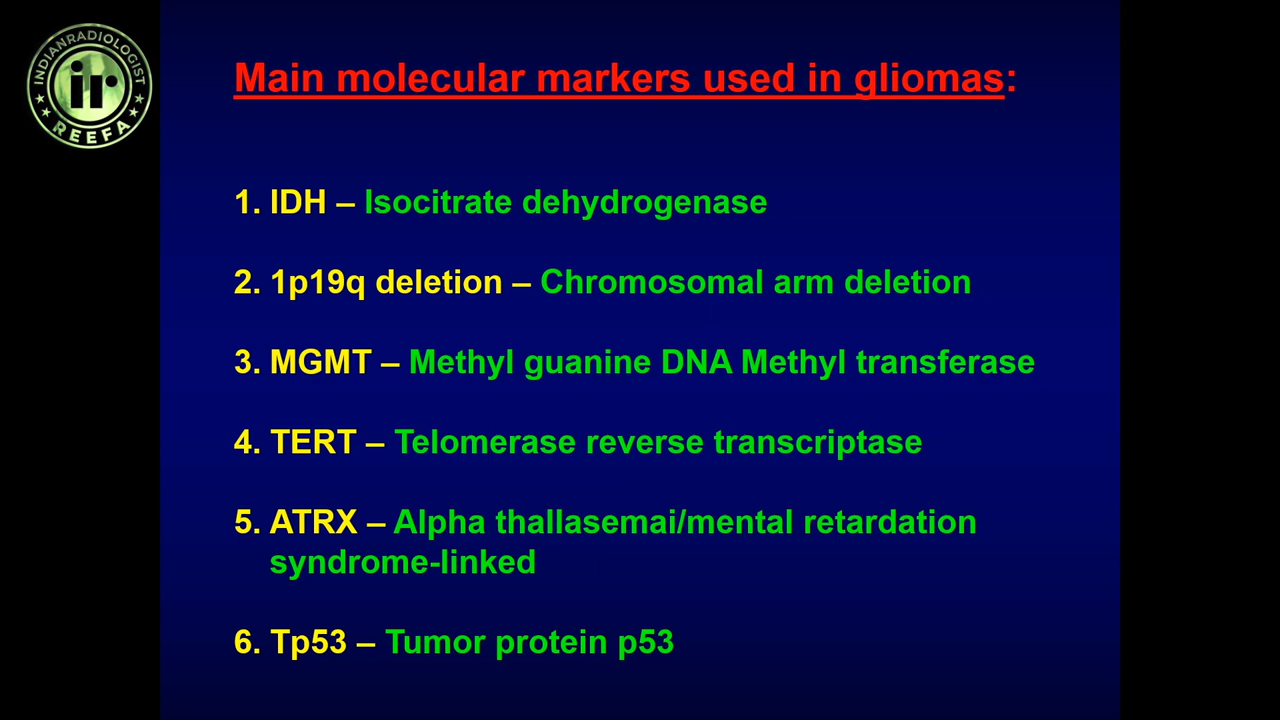 INDIANRADIOLOGIST
ir
REEFA
Main molecular markers used in gliomas:
1. IDH – Isocitrate dehydrogenase
2. 1p19q deletion – Chromosomal arm deletion
3. MGMT – Methyl guanine DNA Methyl transferase
4. TERT – Telomerase reverse transcriptase
5. ATRX – Alpha thallasemai/mental retardation
syndrome-linked
6. Tp53 – Tumor protein p53